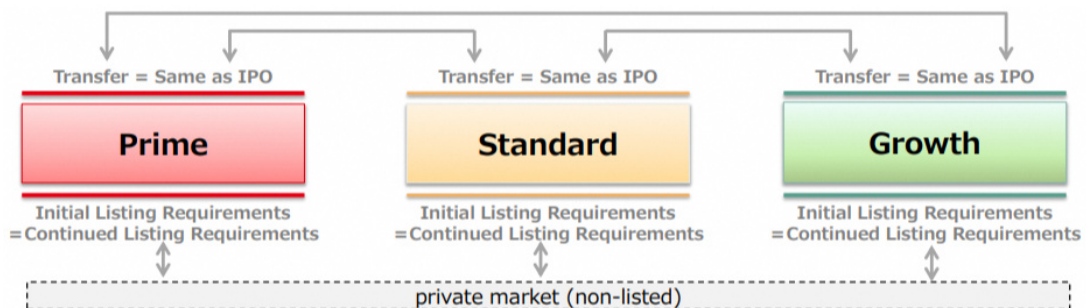 Transfer = Same as IPO
Transfer = Same as IPO
Transfer = Same as IPO
Prime
Standard
Growth
Initial Listing Requirements
=Continued Listing Requirements
Initial Listing Requirements
=Continued Listing Requirements
Initial Listing Requirements
=Continued Listing Requirements
private market (non-listed)